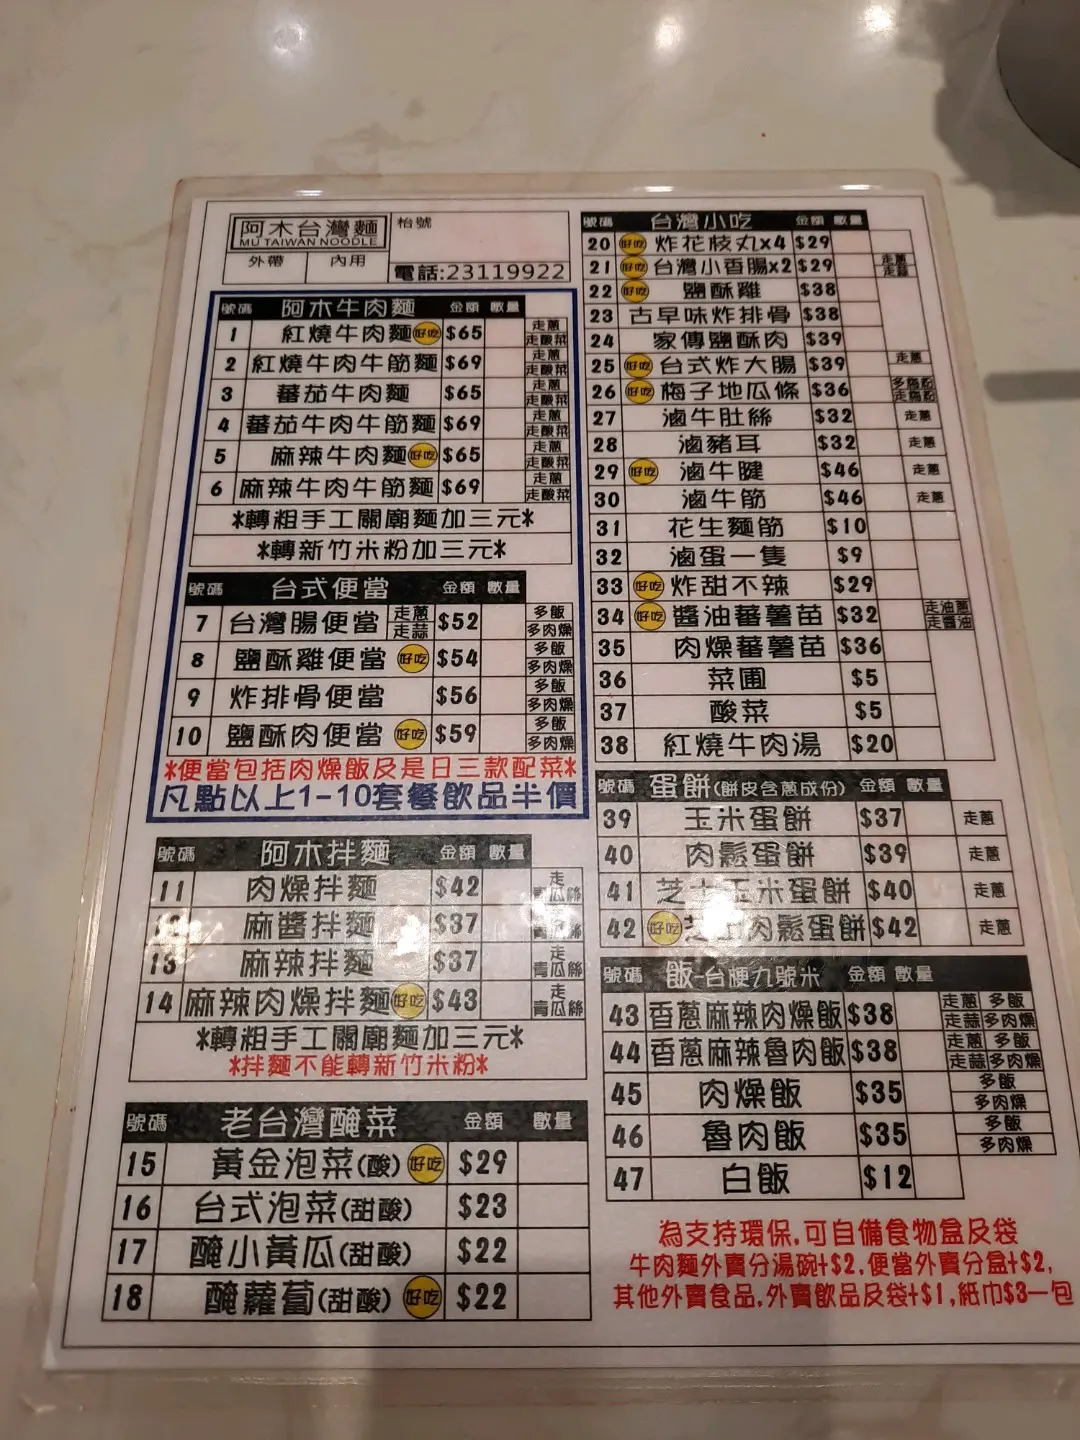 阿木台灣麵
MU TAIWAN NOODLE
外帶 內用
枱號
電話:23119922
號碼 阿木牛肉麵 金額 數量
1 紅燒牛肉麵 好吃 $65 走蔥 走酸菜
2 紅燒牛肉牛筋麵 $69 走蔥 走酸菜
3 蕃茄牛肉麵 $65 走蔥 走酸菜
4 蕃茄牛肉牛筋麵 $69 走蔥 走酸菜
5 麻辣牛肉麵 好吃 $65 走蔥 走酸菜
6 麻辣牛肉牛筋麵 $69 走蔥 走酸菜
*轉粗手工關廟麵加三元*
*轉新竹米粉加三元*
號碼 台式便當 金額 數量
7 台灣腸便當 走蔥 走蒜 $52 多飯 多肉燥
8 鹽酥雞便當 好吃 $54 多飯 多肉燥
9 炸排骨便當 $56 多飯 多肉燥
10 鹽酥肉便當 好吃 $59 多飯 多肉燥
*便當包括肉燥飯及是日三款配菜*
凡點以上1-10套餐飲品半價
號碼 阿木拌麵 金額 數量
11 肉燥拌麵 $42 走青瓜絲
12 麻醬拌麵 $37 走青瓜絲
13 麻辣拌麵 $37 走青瓜絲
14 麻辣肉燥拌麵 好吃 $43 走青瓜絲
*轉粗手工關廟麵加三元*
*拌麵不能轉新竹米粉*
號碼 老台灣醃菜 金額 數量
15 黃金泡菜(酸) 好吃 $29
16 台式泡菜(甜酸) $23
17 醃小黃瓜(甜酸) $22
18 醃蘿蔔(甜酸) 好吃 $22
號碼 台灣小吃 金額 數量
20 好吃 炸花枝丸x4 $29
21 好吃 台灣小香腸x2 $29 走蔥 走蒜
22 好吃 鹽酥雞 $38
23 古早味炸排骨 $38
24 家傳鹽酥肉 $39
25 好吃 台式炸大腸 $39 走蔥
26 好吃 梅子地瓜條 $36 多梅粉 走梅粉
27 滷牛肚絲 $32 走蔥
28 滷豬耳 $32 走蔥
29 好吃 滷牛腱 $46 走蔥
30 滷牛筋 $46 走蔥
31 花生麵筋 $10
32 滷蛋一隻 $9
33 好吃 炸甜不辣 $29
34 好吃 醬油蕃薯苗 $32 走油蔥 走醬油
35 肉燥蕃薯苗 $36
36 菜圃 $5
37 酸菜 $5
38 紅燒牛肉湯 $20
號碼 蛋餅(餅皮含蔥成份) 金額 數量
39 玉米蛋餅 $37 走蔥
40 肉鬆蛋餅 $39 走蔥
41 芝士玉米蛋餅 $40 走蔥
42 好吃 芝士肉鬆蛋餅 $42 走蔥
號碼 飯-台梗九號米 金額 數量
43 香蔥麻辣肉燥飯 $38 走蔥 多飯 走蒜 多肉燥
44 香蔥麻辣魯肉飯 $38 走蔥 多飯 走蒜 多肉燥
45 肉燥飯 $35 多飯 多肉燥
46 魯肉飯 $35 多飯 多肉燥
47 白飯 $12
為支持環保,可自備食物盒及袋
牛肉麵外賣分湯碗+$2,便當外賣分盒+$2,
其他外賣食品,外賣飲品及袋+$1,紙巾$3一包